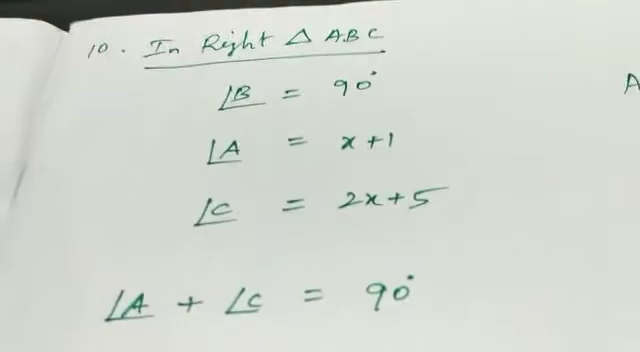 10. In Right △ ABC
∠B = 90°
∠A = x+1
∠C = 2x+5
∠A + ∠C = 90°
A